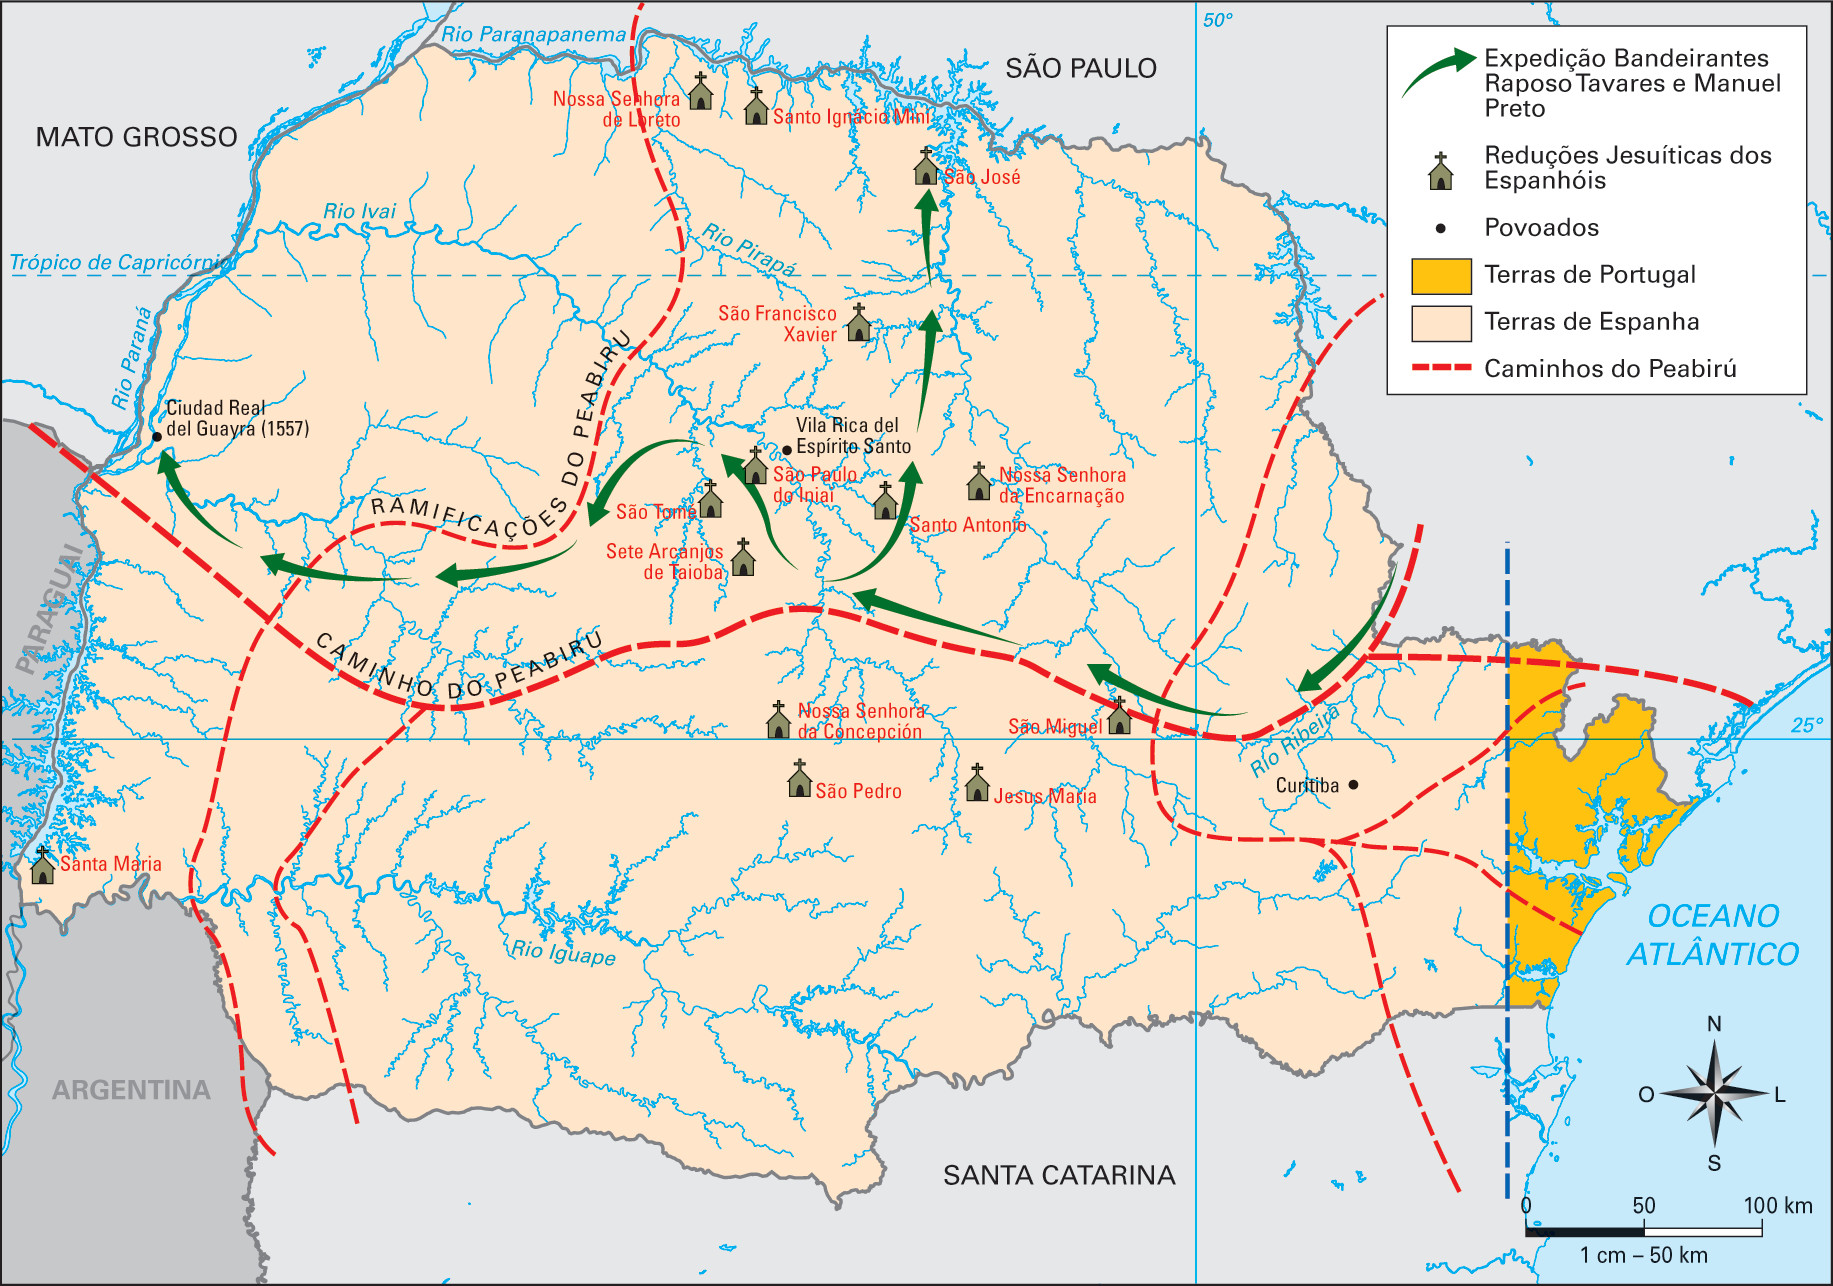 Rio Paranapanema
50°
SÃO PAULO
MATO GROSSO
Nossa Senhora
de Loreto
Santo Ignacio Mini
São José
Rio Ivai
Rio Pirapá
Trópico de Capricórnio
Rio Paraná
São Francisco
Xavier
RAMIFICAÇÕES DO PEABIRU
Ciudad Real
del Guayrá (1557)
Vila Rica del
Espírito Santo
São Paulo
do Iniaí
São Tomé
Nossa Senhora
da Encarnação
Santo Antonio
Sete Arcanjos
de Taioba
PARAGUAI
CAMINHO DO PEABIRU
Nossa Senhora
da Concepción
São Miguel
Rio Ribeira
25°
São Pedro
Jesus Maria
Curitiba
Santa Maria
Rio Iguape
OCEANO
ATLÂNTICO
ARGENTINA
SANTA CATARINA
Expedição Bandeirantes
Raposo Tavares e Manuel
Preto
Reduções Jesuíticas dos
Espanhóis
Povoados
Terras de Portugal
Terras de Espanha
Caminhos do Peabirú
N
O
L
S
0 50 100 km
1 cm – 50 km